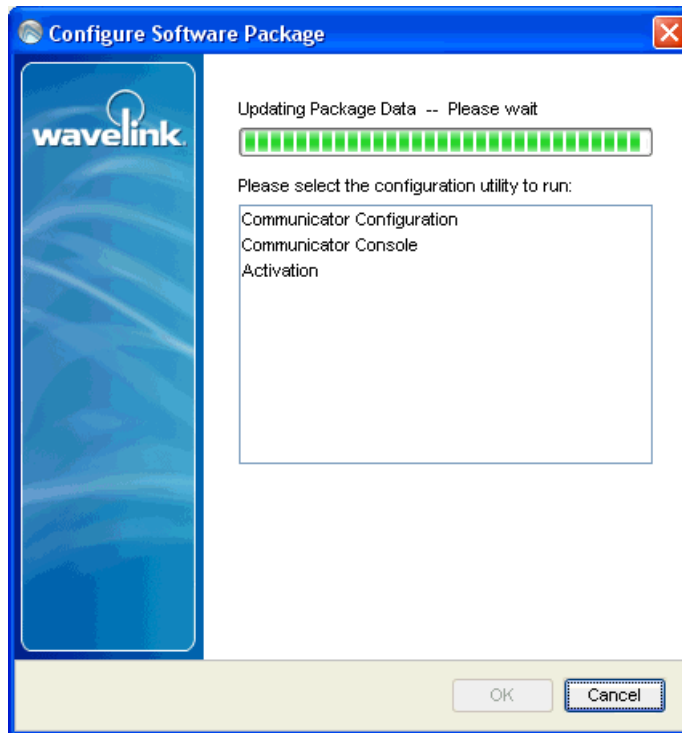 Configure Software Package
wavelink.
Updating Package Data -- Please wait
Please select the configuration utility to run:
Communicator Configuration
Communicator Console
Activation
OK
Cancel